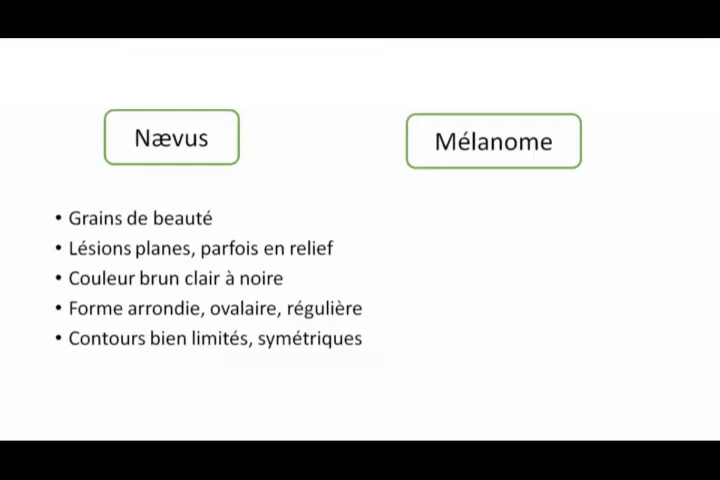 Nævus
Mélanome
• Grains de beauté
• Lésions planes, parfois en relief
• Couleur brun clair à noire
• Forme arrondie, ovalaire, régulière
• Contours bien limités, symétriques